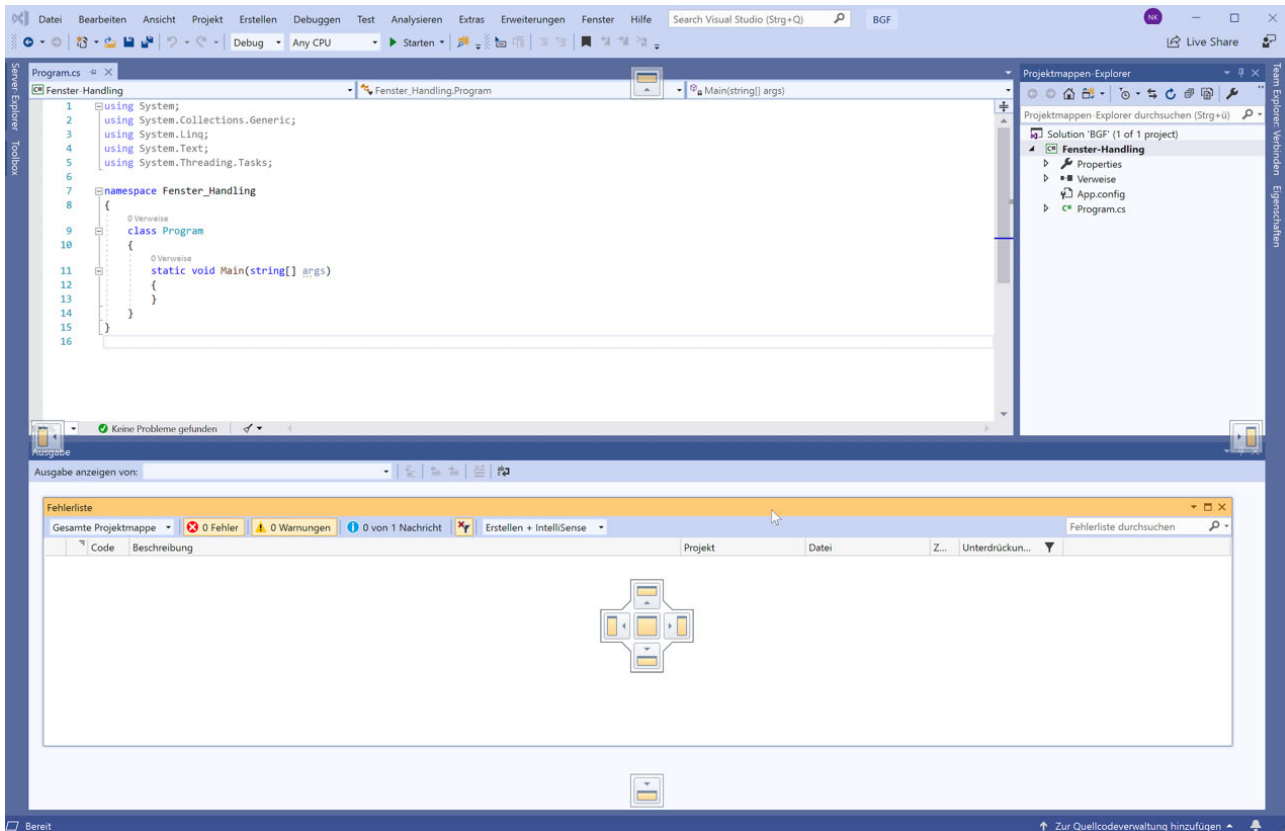 Datei Bearbeiten Ansicht Projekt Erstellen Debuggen Test Analysieren Extras Erweiterungen Fenster Hilfe Search Visual Studio (Strg+Q) BGF NK
Debug Any CPU Starten Live Share
Server-Explorer Toolbox
Program.cs
Fenster-Handling Fenster_Handling.Program Main(string[] args)
1 using System;
2 using System.Collections.Generic;
3 using System.Linq;
4 using System.Text;
5 using System.Threading.Tasks;
6
7 namespace Fenster_Handling
8 {
0 Verweise
9 class Program
10 {
0 Verweise
11 static void Main(string[] args)
12 {
13 }
14 }
15 }
16
Keine Probleme gefunden
Projektmappen-Explorer
Projektmappen-Explorer durchsuchen (Strg+ü)
Solution 'BGF' (1 of 1 project)
Fenster-Handling
Properties
Verweise
App.config
Program.cs
Team Explorer: Verbinden Eigenschaften
Ausgabe
Ausgabe anzeigen von:
Fehlerliste
Gesamte Projektmappe 0 Fehler 0 Warnungen 0 von 1 Nachricht Erstellen + IntelliSense Fehlerliste durchsuchen
Code Beschreibung Projekt Datei Z... Unterdrückun...
Bereit Zur Quellcodeverwaltung hinzufügen